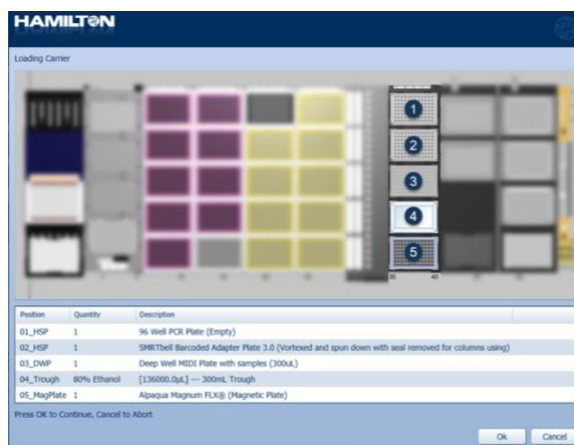 HAMILTON
Loading Carrier
1
2
3
4
5
Position Quantity Description
01_HSP 1 96 Well PCR Plate (Empty)
02_HSP 1 SMRTbell Barcoded Adapter Plate 3.0 (Vortexed and spun down with seal removed for columns using)
03_DWP 1 Deep Well MIDI Plate with samples (300uL)
04_Trough 80% Ethanol [136000.0µL] --- 300mL Trough
05_MagPlate 1 Alpaqua Magnum FLX® (Magnetic Plate)
Press OK to Continue, Cancel to Abort
Ok Cancel